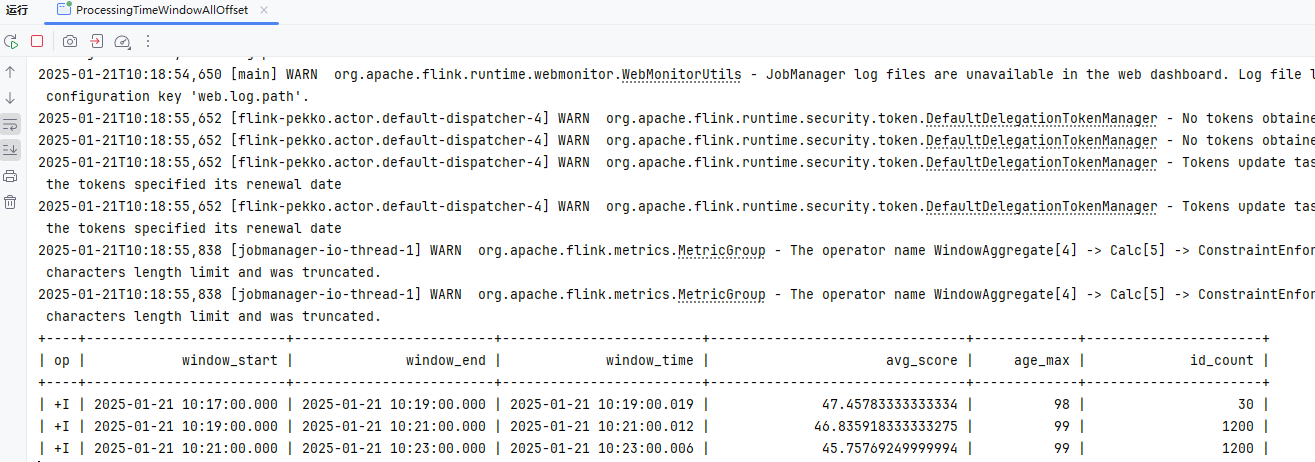 运行 ProcessingTimeWindowAllOffset
2025-01-21T10:18:54,650 [main] WARN  org.apache.flink.runtime.webmonitor.WebMonitorUtils - JobManager log files are unavailable in the web dashboard. Log file
configuration key 'web.log.path'.
2025-01-21T10:18:55,652 [flink-pekko.actor.default-dispatcher-4] WARN  org.apache.flink.runtime.security.token.DefaultDelegationTokenManager - No tokens obtaine
2025-01-21T10:18:55,652 [flink-pekko.actor.default-dispatcher-4] WARN  org.apache.flink.runtime.security.token.DefaultDelegationTokenManager - No tokens obtaine
2025-01-21T10:18:55,652 [flink-pekko.actor.default-dispatcher-4] WARN  org.apache.flink.runtime.security.token.DefaultDelegationTokenManager - Tokens update tas
the tokens specified its renewal date
2025-01-21T10:18:55,652 [flink-pekko.actor.default-dispatcher-4] WARN  org.apache.flink.runtime.security.token.DefaultDelegationTokenManager - Tokens update tas
the tokens specified its renewal date
2025-01-21T10:18:55,838 [jobmanager-io-thread-1] WARN  org.apache.flink.metrics.MetricGroup - The operator name WindowAggregate[4] -> Calc[5] -> ConstraintEnfor
characters length limit and was truncated.
2025-01-21T10:18:55,838 [jobmanager-io-thread-1] WARN  org.apache.flink.metrics.MetricGroup - The operator name WindowAggregate[4] -> Calc[5] -> ConstraintEnfor
characters length limit and was truncated.
| op | window_start | window_end | window_time | avg_score | age_max | id_count |
| +I | 2025-01-21 10:17:00.000 | 2025-01-21 10:19:00.000 | 2025-01-21 10:19:00.019 | 47.45783333333334 | 98 | 30 |
| +I | 2025-01-21 10:19:00.000 | 2025-01-21 10:21:00.000 | 2025-01-21 10:21:00.012 | 46.835918333333275 | 99 | 1200 |
| +I | 2025-01-21 10:21:00.000 | 2025-01-21 10:23:00.000 | 2025-01-21 10:23:00.006 | 45.75769249999994 | 99 | 1200 |